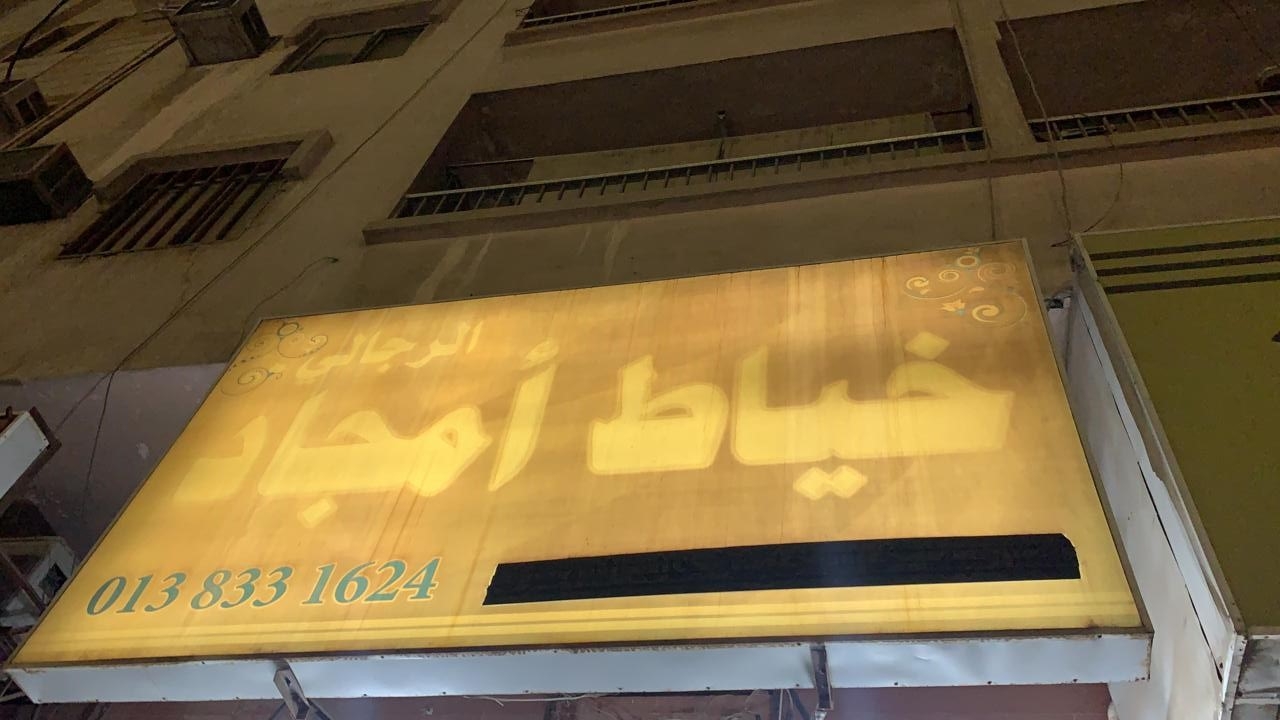 خياط أمجاد
الرجالي
013 833 1624